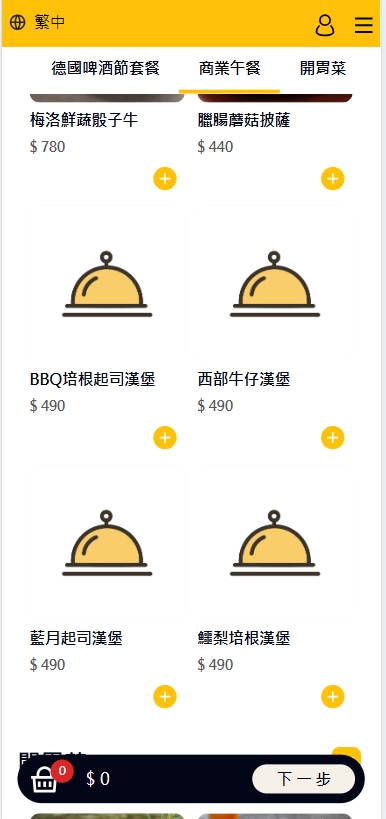 繁中
德國啤酒節套餐 商業午餐 開胃菜
梅洛鮮蔬骰子牛 臘腸蘑菇披薩
$ 780 $ 440
BBQ培根起司漢堡 西部牛仔漢堡
$ 490 $ 490
藍月起司漢堡 鱷梨培根漢堡
$ 490 $ 490
0 $ 0 下一步